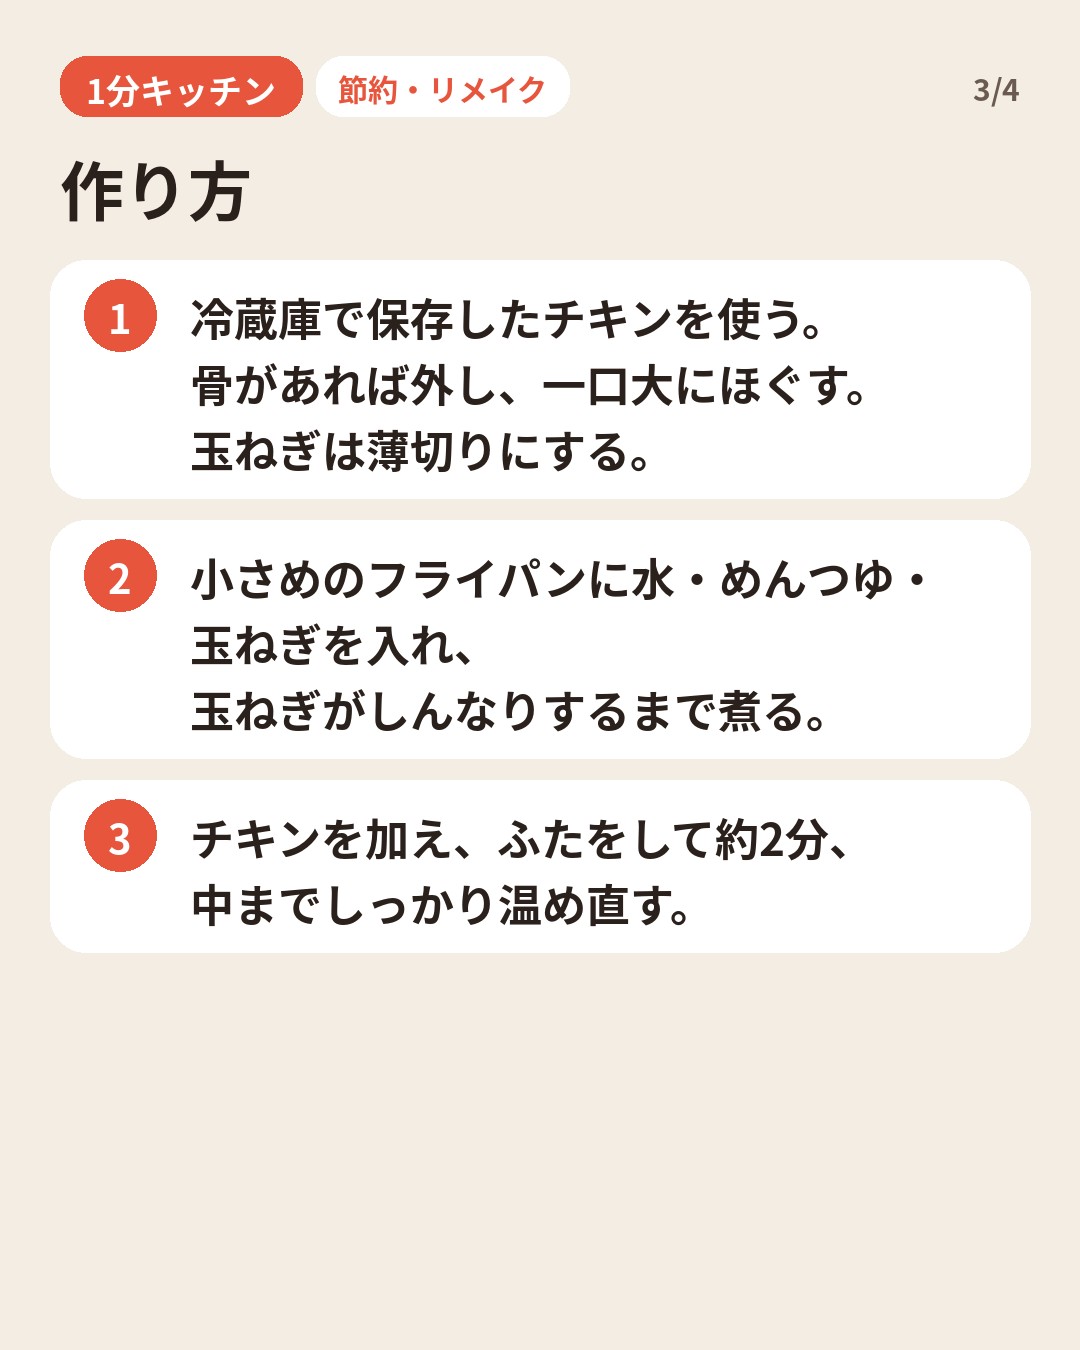 1分キッチン
節約・リメイク
3/4
作り方
1
冷蔵庫で保存したチキンを使う。
骨があれば外し、一口大にほぐす。
玉ねぎは薄切りにする。
2
小さめのフライパンに水・めんつゆ・
玉ねぎを入れ、
玉ねぎがしんなりするまで煮る。
3
チキンを加え、ふたをして約2分、
中までしっかり温め直す。